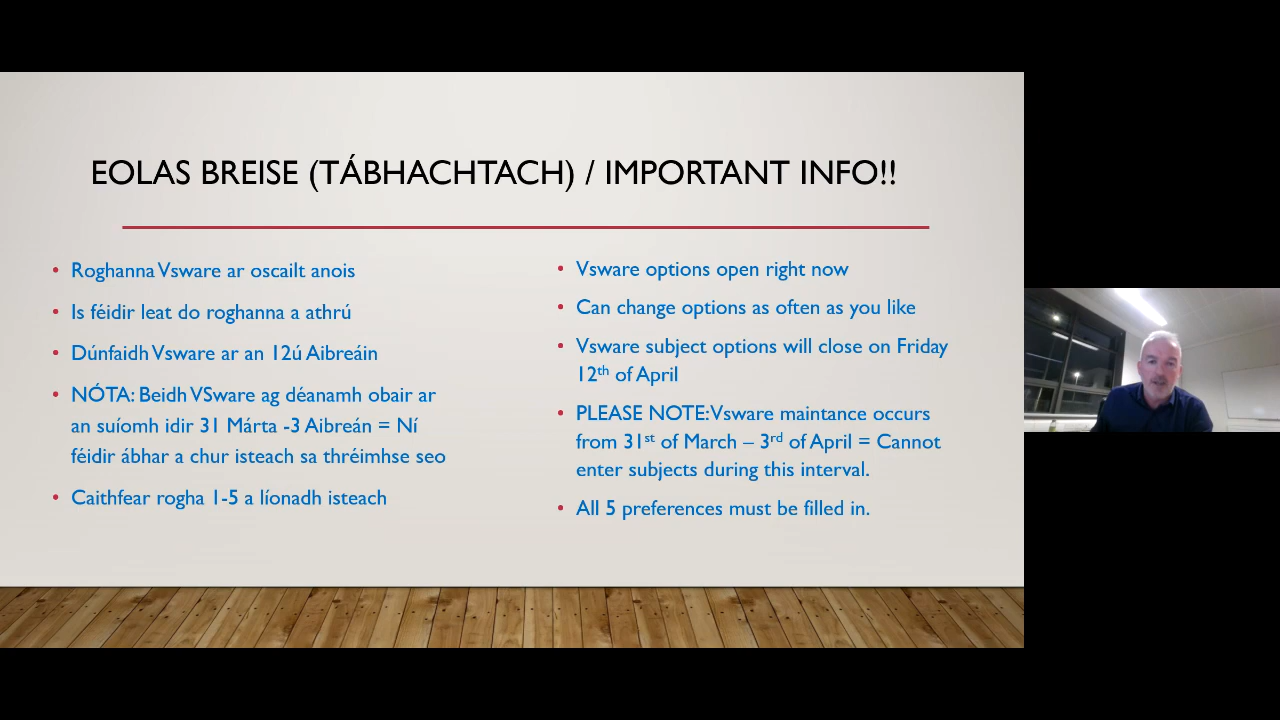 EOLAS BREISE (TÁBHACHTACH) / IMPORTANT INFO!!
• Roghanna Vsware ar oscailt anois
• Is féidir leat do roghanna a athrú
• Dúnfaidh Vsware ar an 12ú Aibreáin
• NÓTA: Beidh VSware ag déanamh obair ar
an suíomh idir 31 Márta -3 Aibreán = Ní
féidir ábhar a chur isteach sa thréimhse seo
• Caithfear rogha 1-5 a líonadh isteach
• Vsware options open right now
• Can change options as often as you like
• Vsware subject options will close on Friday
12th of April
• PLEASE NOTE: Vsware maintance occurs
from 31st of March – 3rd of April = Cannot
enter subjects during this interval.
• All 5 preferences must be filled in.